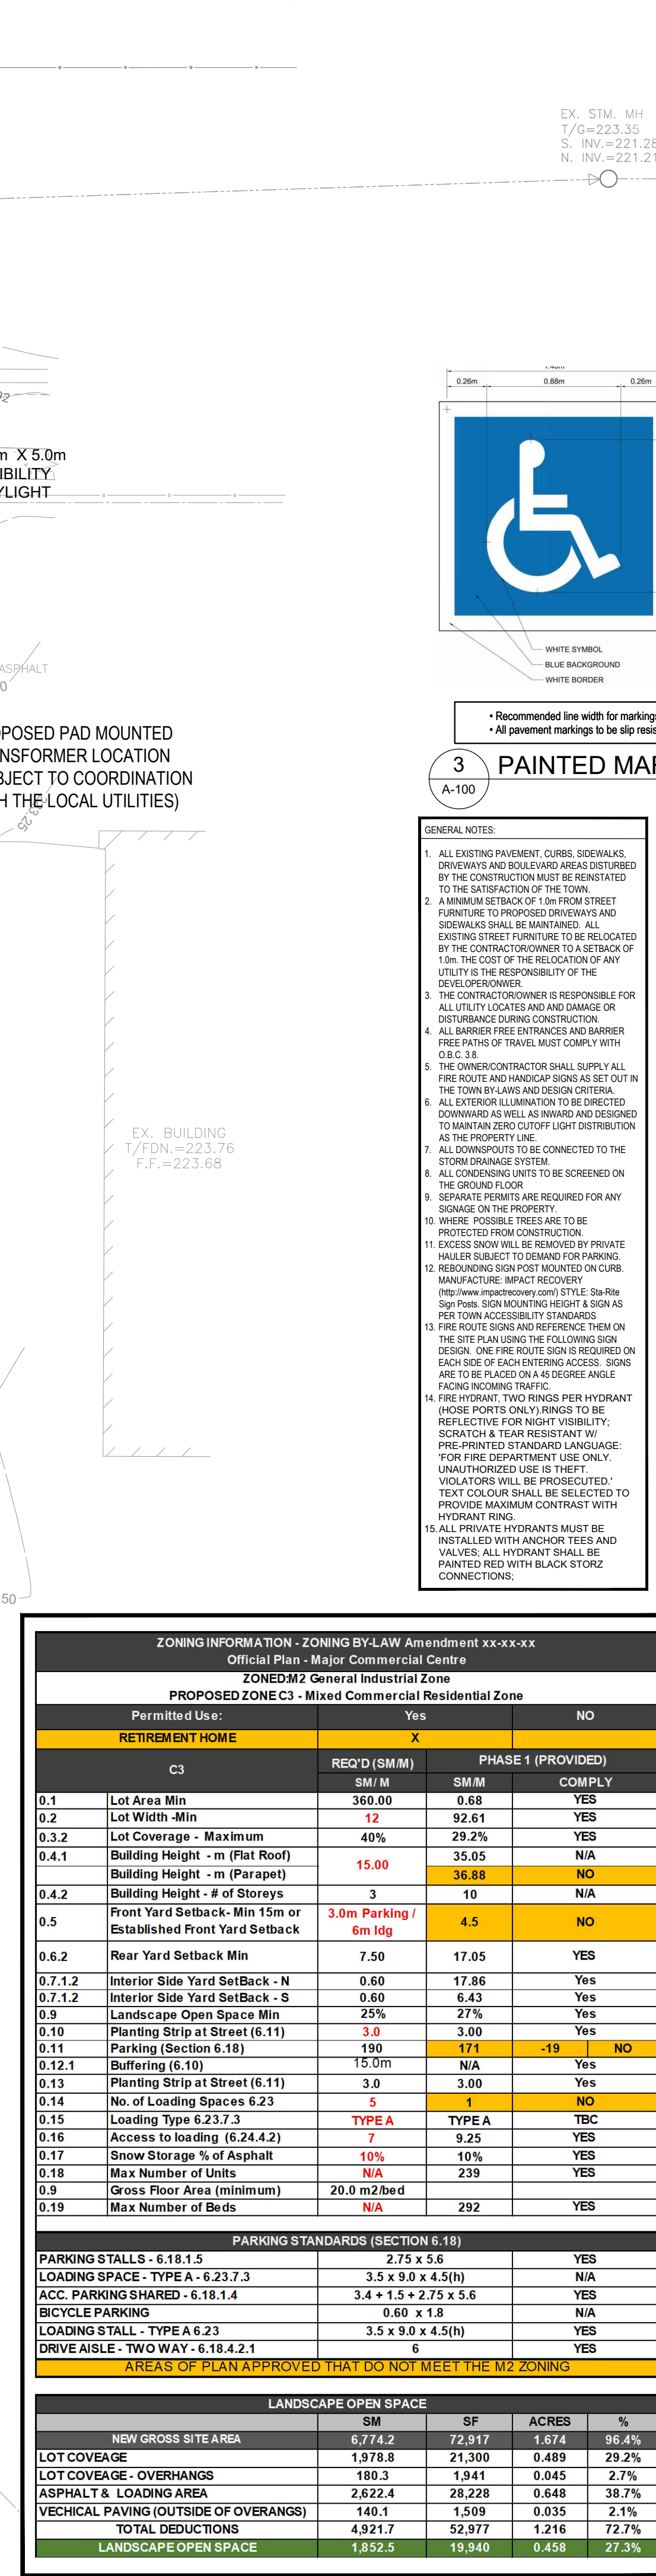 EX. STM. MH
T/G=223.35
S. INV.=221.28
N. INV.=221.21
0.26m 0.88m 0.26m
X 5.0m
WHITE SYMBOL
BLUE BACKGROUND
WHITE BORDER
ASPHALT
• Recommended line width for markings
• All pavement markings to be slip
3 PAINTED
A-100
PAD MOUNTED
LOCATION
TO COORDINATION
THE LOCAL UTILITIES)
EX. BUILDING
T/FDN.=223.76
F.F.=223.68
50
GENERAL NOTES:
1. ALL EXISTING PAVEMENT, CURBS, SIDEWALKS,
DRIVEWAYS AND BOULEVARD AREAS DISTURBED
BY THE CONSTRUCTION MUST BE REINSTATED
TO THE SATISFACTION OF THE TOWN.
2. A MINIMUM SETBACK OF 1.0m FROM STREET
FURNITURE TO PROPOSED DRIVEWAYS AND
SIDEWALKS SHALL BE MAINTAINED. ALL
EXISTING STREET FURNITURE TO BE RELOCATED
BY THE CONTRACTOR/OWNER TO A SETBACK OF
1.0m. THE COST OF THE RELOCATION OF ANY
UTILITY IS THE RESPONSIBILITY OF THE
DEVELOPER/ONWER.
3. THE CONTRACTOR/OWNER IS RESPONSIBLE FOR
ALL UTILITY LOCATES AND AND DAMAGE OR
DISTURBANCE DURING CONSTRUCTION.
4. ALL BARRIER FREE ENTRANCES AND BARRIER
FREE PATHS OF TRAVEL MUST COMPLY WITH
O.B.C. 3.8.
5. THE OWNER/CONTRACTOR SHALL SUPPLY ALL
FIRE ROUTE AND HANDICAP SIGNS AS SET OUT IN
THE TOWN BY-LAWS AND DESIGN CRITERIA.
6. ALL EXTERIOR ILLUMINATION TO BE DIRECTED
DOWNWARD AS WELL AS INWARD AND DESIGNED
TO MAINTAIN ZERO CUTOFF LIGHT DISTRIBUTION
AS THE PROPERTY LINE.
7. ALL DOWNSPOUTS TO BE CONNECTED TO THE
STORM DRAINAGE SYSTEM.
8. ALL CONDENSING UNITS TO BE SCREENED ON
THE GROUND FLOOR
9. SEPARATE PERMITS ARE REQUIRED FOR ANY
SIGNAGE ON THE PROPERTY.
10. WHERE POSSIBLE TREES ARE TO BE
PROTECTED FROM CONSTRUCTION.
11. EXCESS SNOW WILL BE REMOVED BY PRIVATE
HAULER SUBJECT TO DEMAND FOR PARKING.
12. REBOUNDING SIGN POST MOUNTED ON CURB.
MANUFACTURE: IMPACT RECOVERY
(http://www.impactrecovery.com/) STYLE: Sta-Rite
Sign Posts. SIGN MOUNTING HEIGHT & SIGN AS
PER TOWN ACCESSIBILITY STANDARDS
13. FIRE ROUTE SIGNS AND REFERENCE THEM ON
THE SITE PLAN USING THE FOLLOWING SIGN
DESIGN. ONE FIRE ROUTE SIGN IS REQUIRED ON
EACH SIDE OF EACH ENTERING ACCESS. SIGNS
ARE TO BE PLACED ON A 45 DEGREE ANGLE
FACING INCOMING TRAFFIC.
14. FIRE HYDRANT, TWO RINGS PER HYDRANT
(HOSE PORTS ONLY).RINGS TO BE
REFLECTIVE FOR NIGHT VISIBILITY;
SCRATCH & TEAR RESISTANT W/
PRE-PRINTED STANDARD LANGUAGE:
'FOR FIRE DEPARTMENT USE ONLY.
UNAUTHORIZED USE IS THEFT.
VIOLATORS WILL BE PROSECUTED.'
TEXT COLOUR SHALL BE SELECTED TO
PROVIDE MAXIMUM CONTRAST WITH
HYDRANT RING.
15. ALL PRIVATE HYDRANTS MUST BE
INSTALLED WITH ANCHOR TEES AND
VALVES; ALL HYDRANT SHALL BE
PAINTED RED WITH BLACK STORZ
CONNECTIONS;
ZONING INFORMATION - ZONING BY-LAW Amendment xx-xx-xx
Official Plan - Major Commercial Centre
ZONED:M2 General Industrial Zone
PROPOSED ZONE C3 - Mixed Commercial Residential Zone
Permitted Use: Yes NO
RETIREMENT HOME X
C3 REQ'D (SM/M) PHASE 1 (PROVIDED)
SM/ M SM/M COMPLY
0.1 Lot Area Min 360.00 0.68 YES
0.2 Lot Width -Min 12 92.61 YES
0.3.2 Lot Coverage - Maximum 40% 29.2% YES
0.4.1 Building Height - m (Flat Roof) 15.00 35.05 N/A
Building Height - m (Parapet) 36.88 NO
0.4.2 Building Height - # of Storeys 3 10 N/A
0.5 Front Yard Setback- Min 15m or 3.0m Parking / 4.5 NO
Established Front Yard Setback 6m ldg
0.6.2 Rear Yard Setback Min 7.50 17.05 YES
0.7.1.2 Interior Side Yard SetBack - N 0.60 17.86 Yes
0.7.1.2 Interior Side Yard SetBack - S 0.60 6.43 Yes
0.9 Landscape Open Space Min 25% 27% Yes
0.10 Planting Strip at Street (6.11) 3.0 3.00 Yes
0.11 Parking (Section 6.18) 190 171 -19 NO
0.12.1 Buffering (6.10) 15.0m N/A Yes
0.13 Planting Strip at Street (6.11) 3.0 3.00 Yes
0.14 No. of Loading Spaces 6.23 5 1 NO
0.15 Loading Type 6.23.7.3 TYPE A TYPE A TBC
0.16 Access to loading (6.24.4.2) 7 9.25 YES
0.17 Snow Storage % of Asphalt 10% 10% YES
0.18 Max Number of Units N/A 239 YES
0.9 Gross Floor Area (minimum) 20.0 m2/bed
0.19 Max Number of Beds N/A 292 YES
PARKING STANDARDS (SECTION 6.18)
PARKING STALLS - 6.18.1.5 2.75 x 5.6 YES
LOADING SPACE - TYPE A - 6.23.7.3 3.5 x 9.0 x 4.5(h) N/A
ACC. PARKING SHARED - 6.18.1.4 3.4 + 1.5 + 2.75 x 5.6 YES
BICYCLE PARKING 0.60 x 1.8 N/A
LOADING STALL - TYPE A 6.23 3.5 x 9.0 x 4.5(h) YES
DRIVE AISLE - TWO WAY - 6.18.4.2.1 6 YES
AREAS OF PLAN APPROVED THAT DO NOT MEET THE M2 ZONING
LANDSCAPE OPEN SPACE
SM SF ACRES %
NEW GROSS SITE AREA 6,774.2 72,917 1.674 96.4%
LOT COVEAGE 1,978.8 21,300 0.489 29.2%
LOT COVEAGE - OVERHANGS 180.3 1,941 0.045 2.7%
ASPHALT & LOADING AREA 2,622.4 28,228 0.648 38.7%
VECHICAL PAVING (OUTSIDE OF OVERANGS) 140.1 1,509 0.035 2.1%
TOTAL DEDUCTIONS 4,921.7 52,977 1.216 72.7%
LANDSCAPE OPEN SPACE 1,852.5 19,940 0.458 27.3%